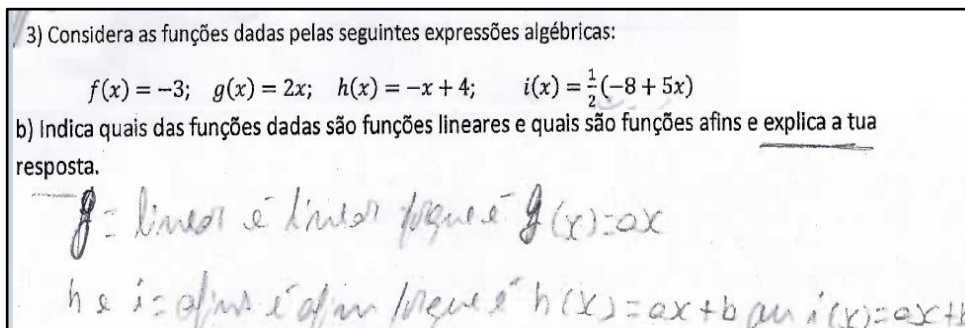 3) Considera as funções dadas pelas seguintes expressões algébricas:
f(x) = −3; g(x) = 2x; h(x) = −x + 4; i(x) = \frac{1}{2}(−8 + 5x)
b) Indica quais das funções dadas são funções lineares e quais são funções afins e explica a tua
resposta.
g = linear é linear porque é g(x)=ax
h e i = afins é afim porque é h(x)=ax+b ou i(x)=ax+b